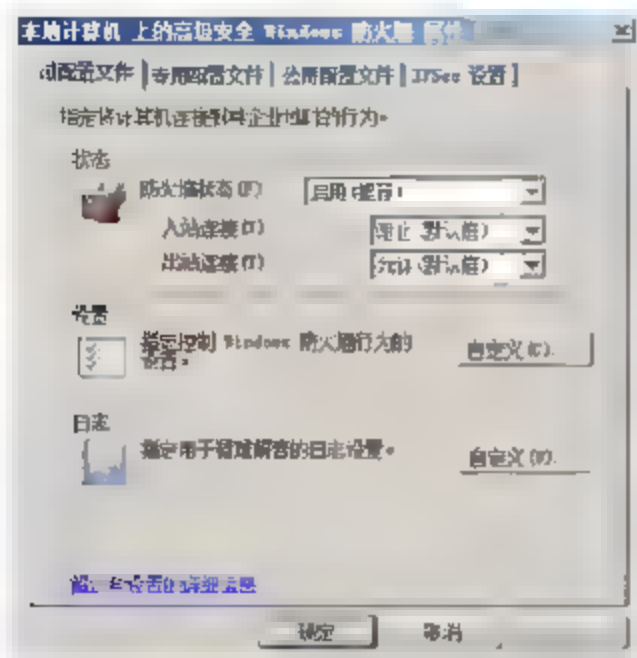 本地计算机 上的高级安全 Windows 防火墙 属性
配置文件 专用配置文件 公用配置文件 IPSec 设置
指定将计算机连接到 企业 时的行为。
状态
防火墙状态(F) 启用(推荐)
入站连接(I) 阻止(默认值)
出站连接(T) 允许(默认值)
设置
指定控制 Windows 防火墙行为的
设置。 自定义(C)
日志
指定用于疑难解答的日志设置。 自定义
的详细信息
确定 取消